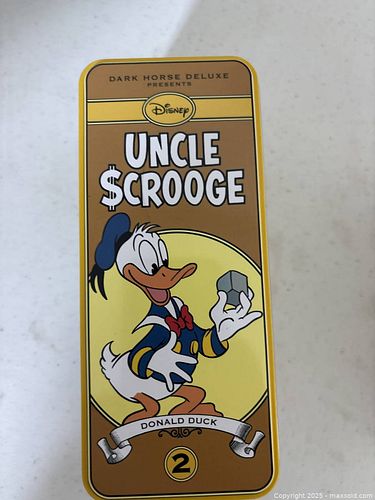 DARK HORSE DELUXE
PRESENTS
Disney
UNCLE
$CROOGE
DONALD DUCK
2
Copyright 2025 - maxsold.com